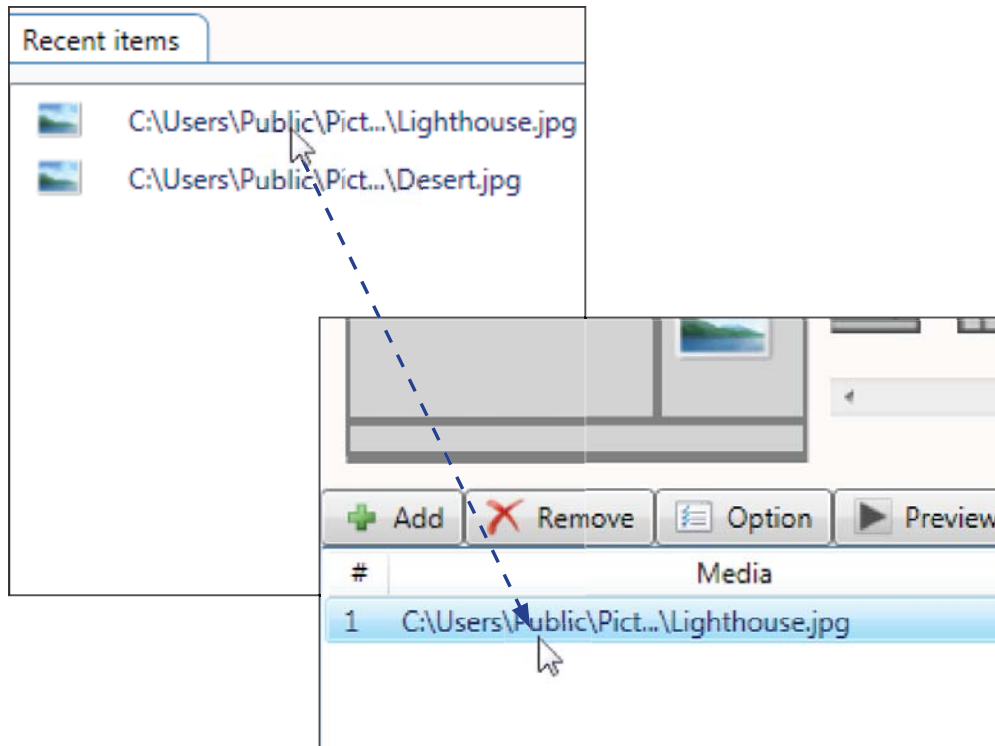 Recent items
C:\Users\Public\Pict...\Lighthouse.jpg
C:\Users\Public\Pict...\Desert.jpg
Add Remove Option Preview
# Media
1 C:\Users\Public\Pict...\Lighthouse.jpg